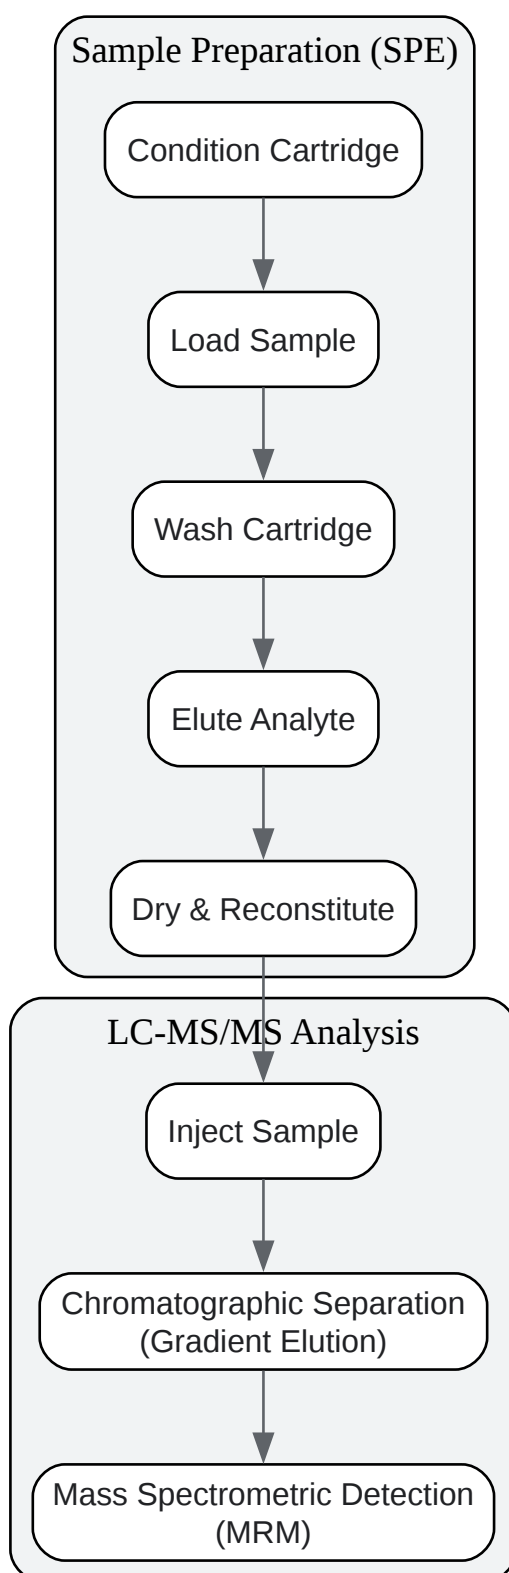 Sample Preparation (SPE)
Condition Cartridge
Load Sample
Wash Cartridge
Elute Analyte
Dry & Reconstitute
LC-MS/MS Analysis
Inject Sample
Chromatographic Separation
(Gradient Elution)
Mass Spectrometric Detection
(MRM)